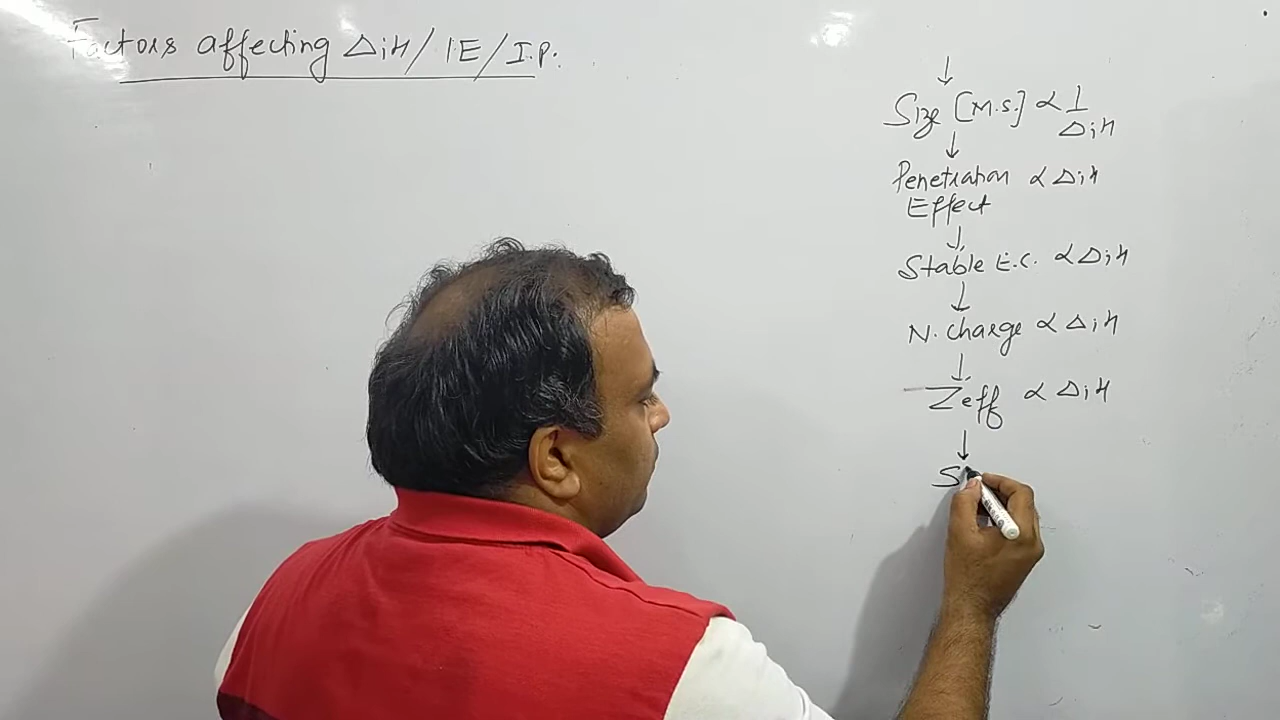 Factors affecting ΔiH/IE/I.P.
↓
Size [M.S.] ∝ 1/ΔiH
↓
Penetration ∝ ΔiH
Effect
↓
Stable E.C. ∝ ΔiH
↓
N. charge ∝ ΔiH
↓
Zeff ∝ ΔiH
↓
S